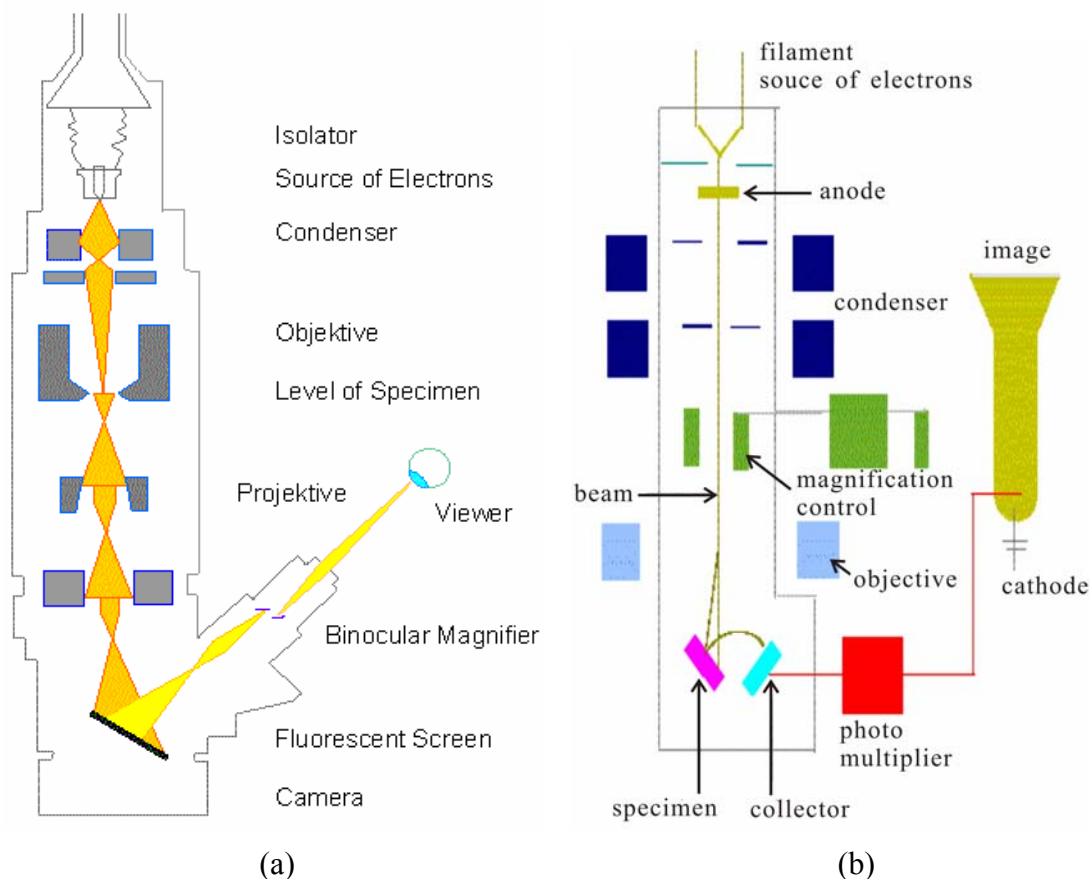 Isolator
Source of Electrons
Condenser
Objektive
Level of Specimen
Projektive
Viewer
Binocular Magnifier
Fluorescent Screen
Camera
(a)
filament
souce of electrons
anode
image
condenser
magnification
control
beam
objective
cathode
photo
multiplier
specimen
collector
(b)